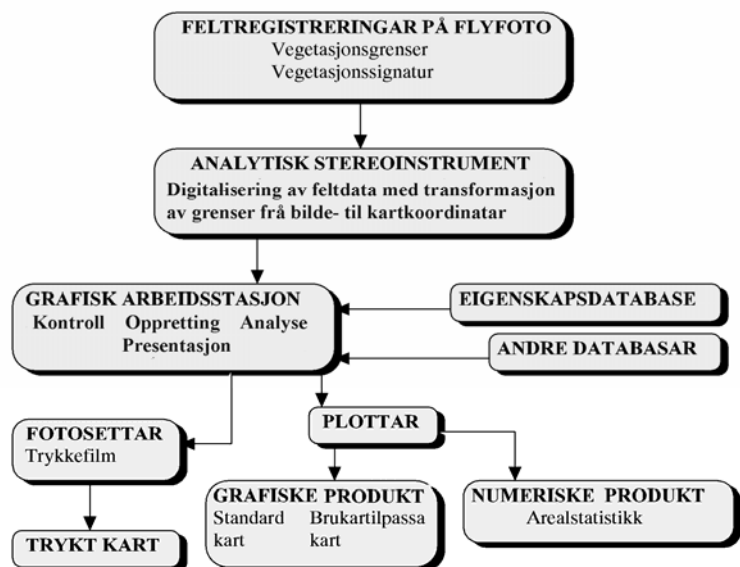 FELTREGISTRERINGAR PÅ FLYFOTO
Vegetasjonsgrenser
Vegetasjonssignatur
ANALYTISK STEREOINSTRUMENT
Digitalisering av feltdata med transformasjon
av grenser frå bilde- til kartkoordinatar
GRAFISK ARBEIDSSTASJON
Kontroll Oppretting Analyse
Presentasjon
EIGENSKAPSDATABASE
ANDRE DATABASAR
FOTOSETTAR
Trykkefilm
PLOTTAR
TRYKT KART
GRAFISKE PRODUKT
Standard Brukartilpassa
kart kart
NUMERISKE PRODUKT
Arealstatistikk